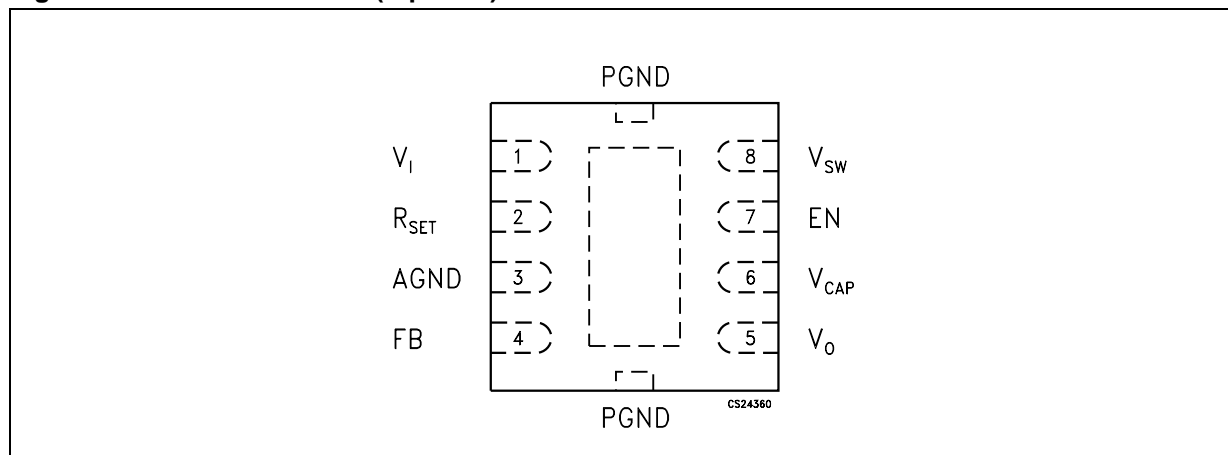 PGND
V_I 1 8 V_SW
R_SET 2 7 EN
AGND 3 6 V_CAP
FB 4 5 V_O
CS24360
PGND